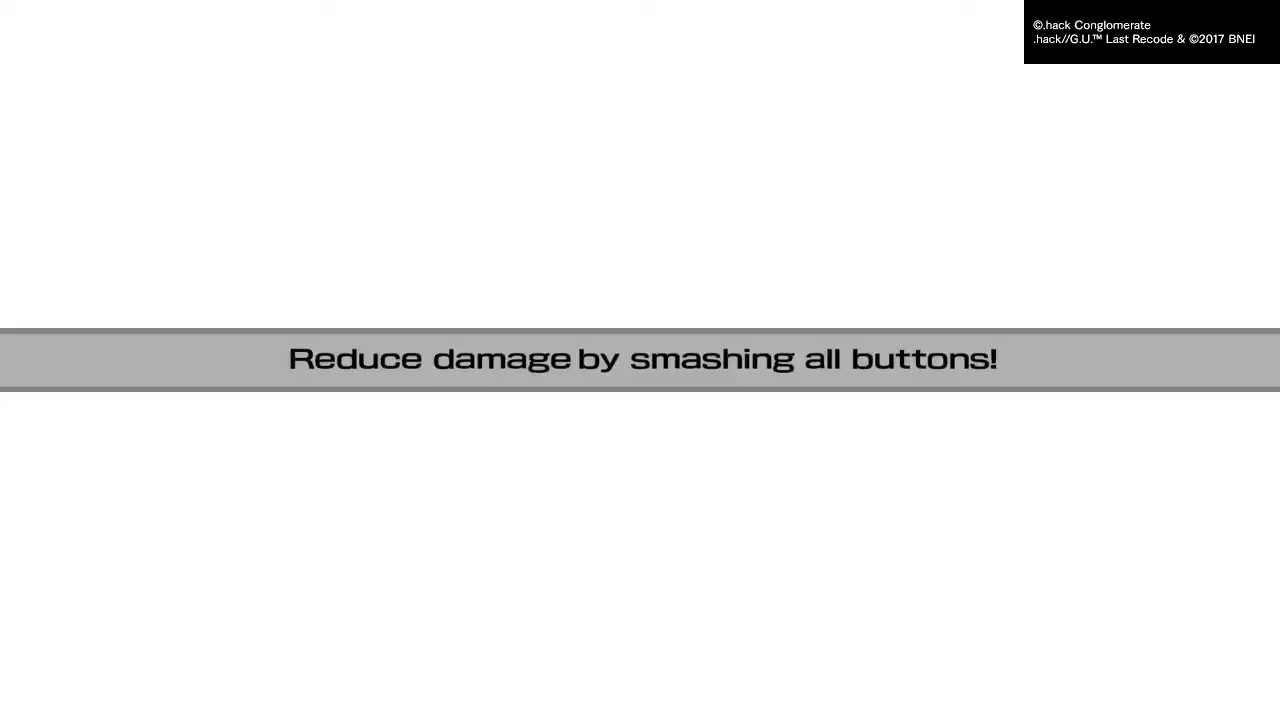 ©.hack Conglomerate
.hack//G.U.™ Last Recode & ©2017 BNEI
Reduce damage by smashing all buttons!